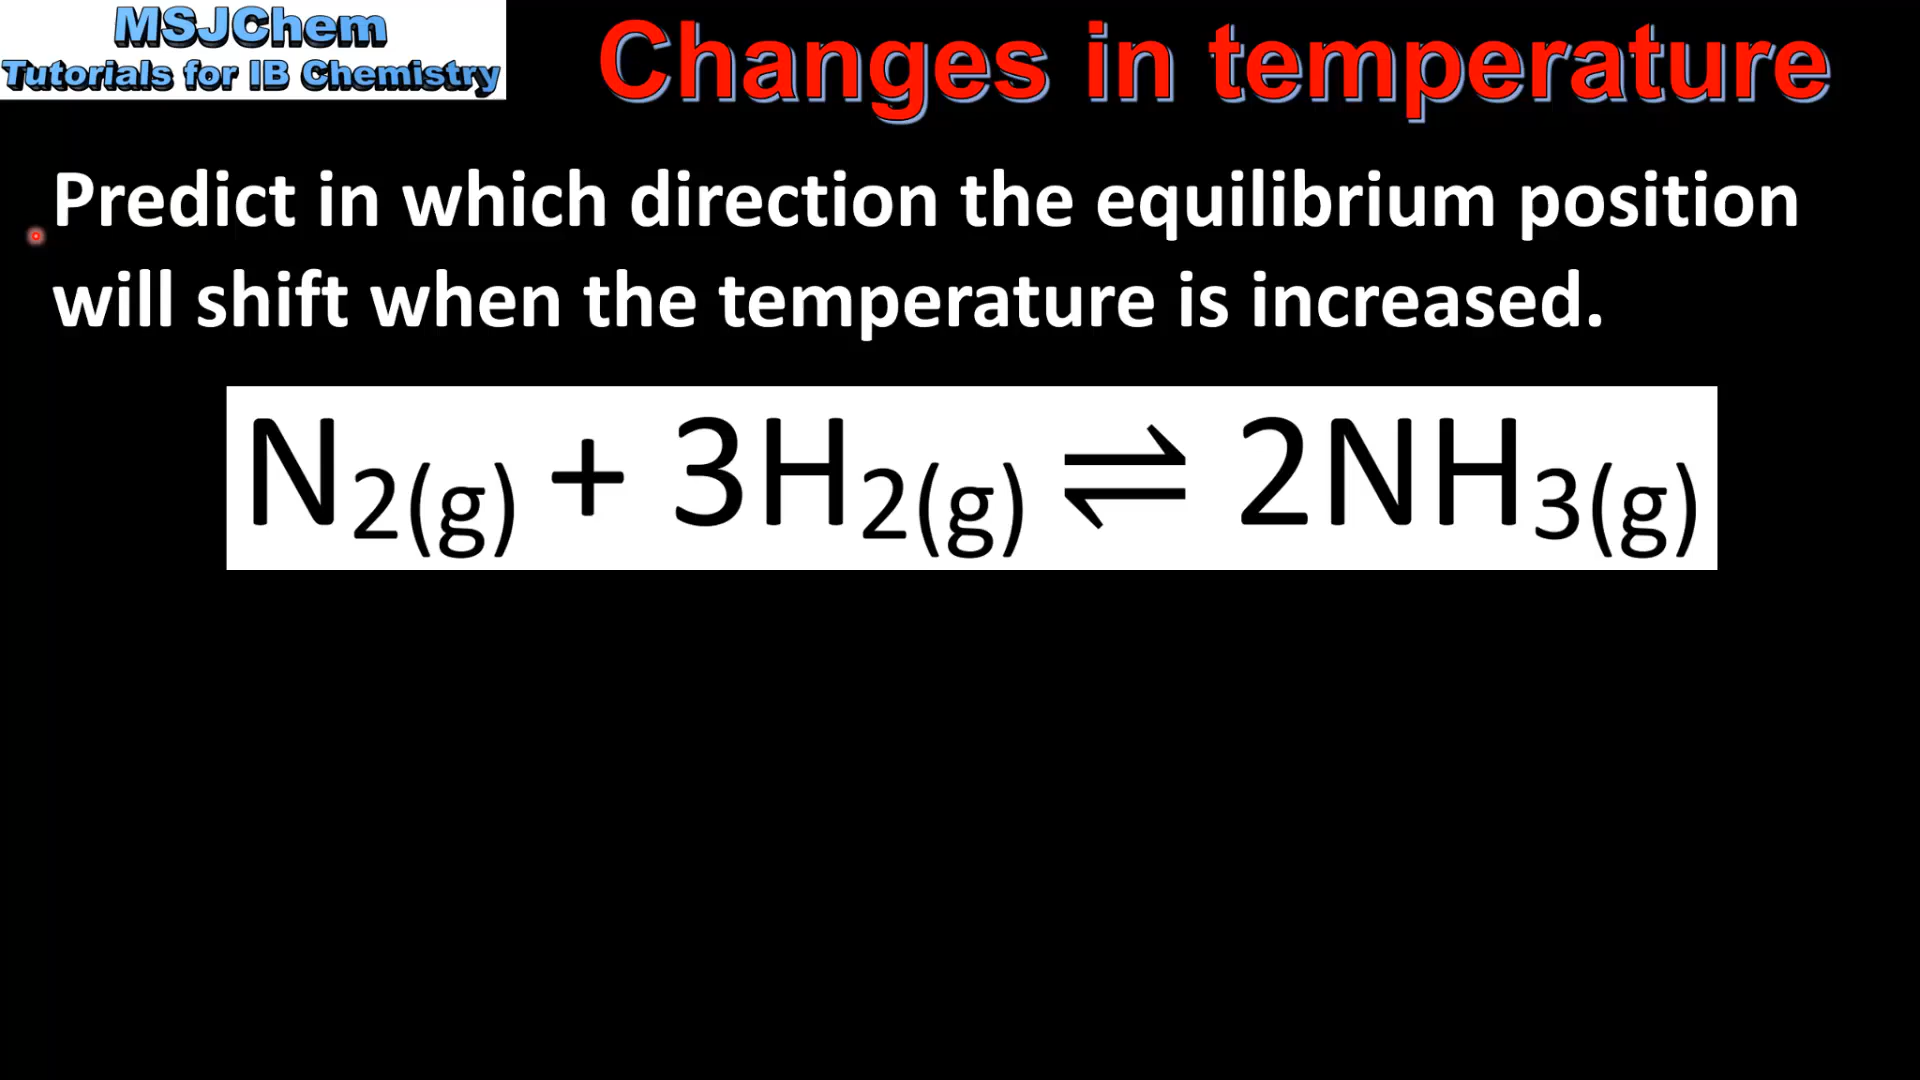 MSJChem
Tutorials for IB Chemistry
Changes in temperature
Predict in which direction the equilibrium position
will shift when the temperature is increased.
N₂(g) + 3H₂(g) ⇌ 2NH₃(g)